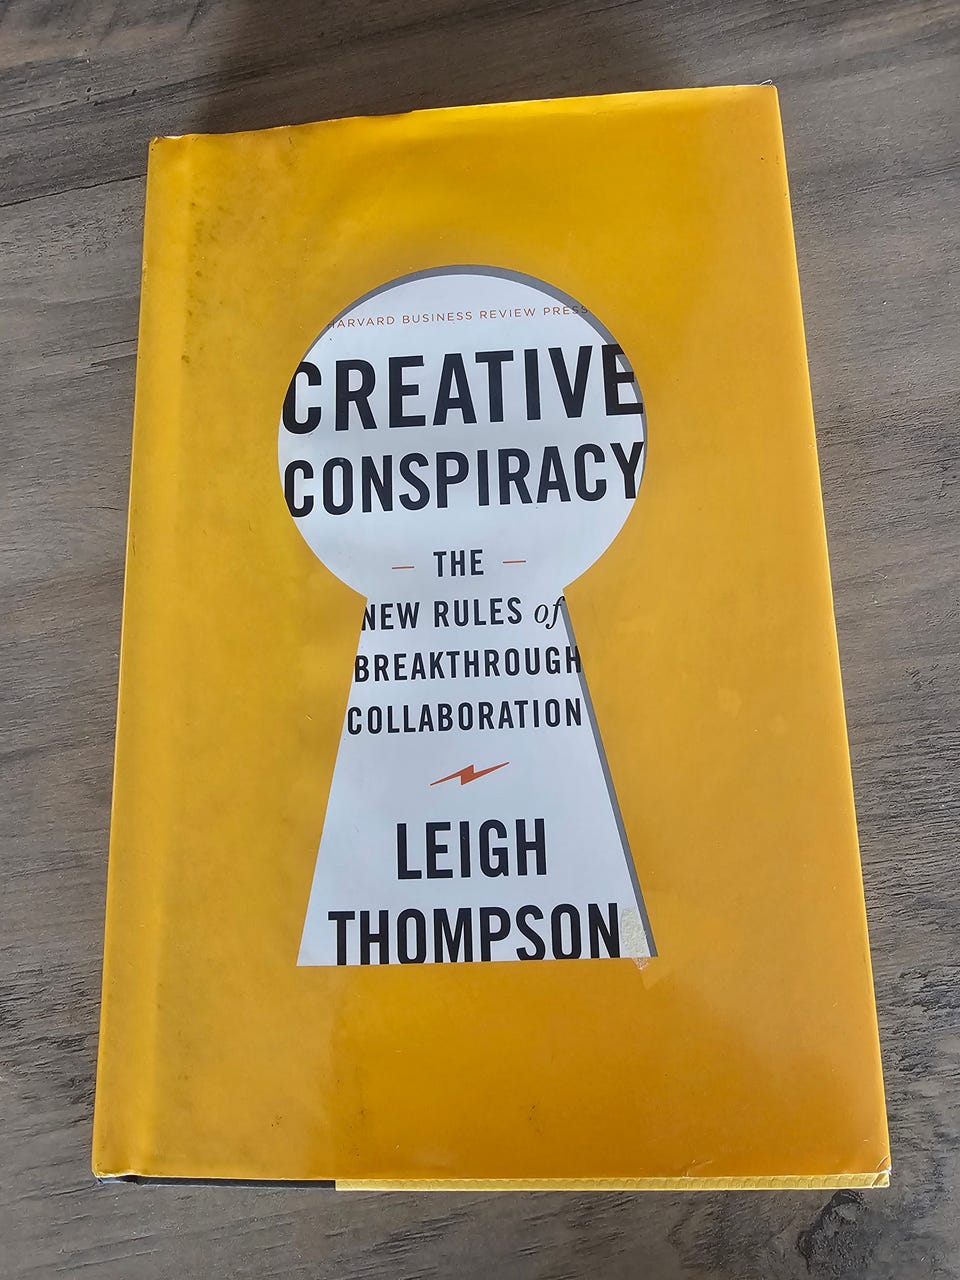 HARVARD BUSINESS REVIEW PRESS
CREATIVE
CONSPIRACY
THE
NEW RULES of
BREAKTHROUGH
COLLABORATION
LEIGH
THOMPSON